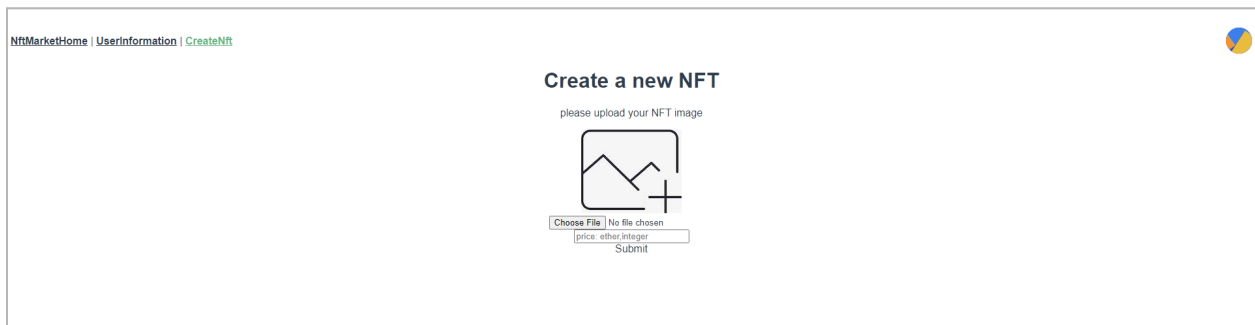 NftMarketHome | UserInformation | CreateNft
Create a new NFT
please upload your NFT image
Choose File No file chosen
price: ether,integer
Submit